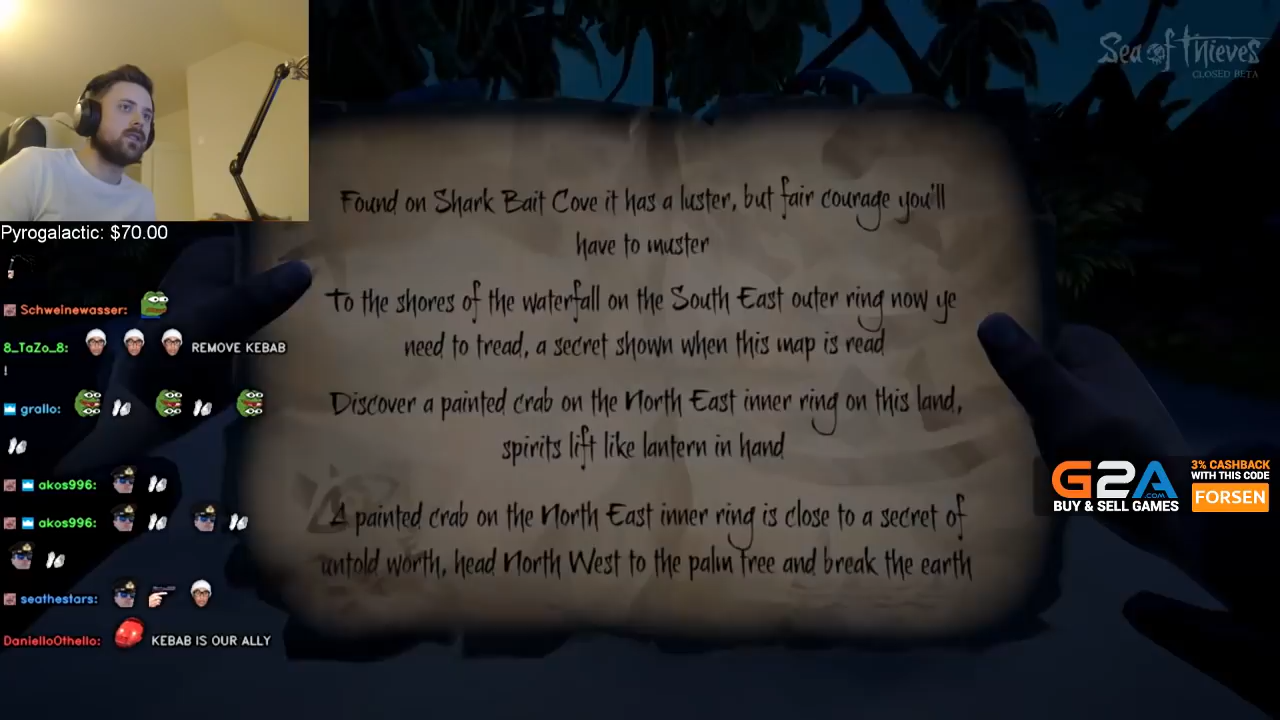 Sea of Thieves
CLOSED BETA
Found on Shark Bait Cove it has a luster, but fair courage you'll
have to muster
To the shores of the waterfall on the South East outer ring now ye
need to tread, a secret shown when this map is read
Discover a painted crab on the North East inner ring on this land,
spirits lift like lantern in hand
A painted crab on the North East inner ring is close to a secret of
untold worth, head North West to the palm tree and break the earth
Pyrogalactic: $70.00
Schweinewasser:
8_TaZo_8: REMOVE KEBAB
!
grallo:
akos996:
akos996:
seathestars:
DanielloOthello: KEBAB IS OUR ALLY
G2A.COM
BUY & SELL GAMES
3% CASHBACK
WITH THIS CODE
FORSEN